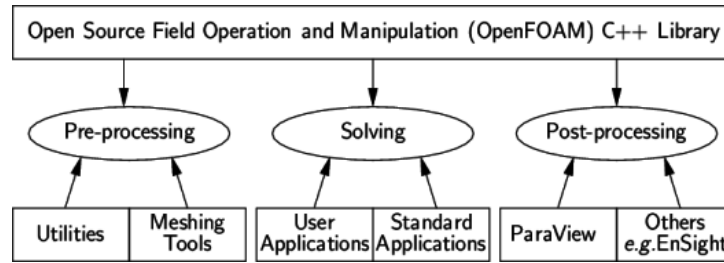 Open Source Field Operation and Manipulation (OpenFOAM) C++ Library
Pre-processing
Solving
Post-processing
Utilities
Meshing
Tools
User
Applications
Standard
Applications
ParaView
Others
e.g.EnSight